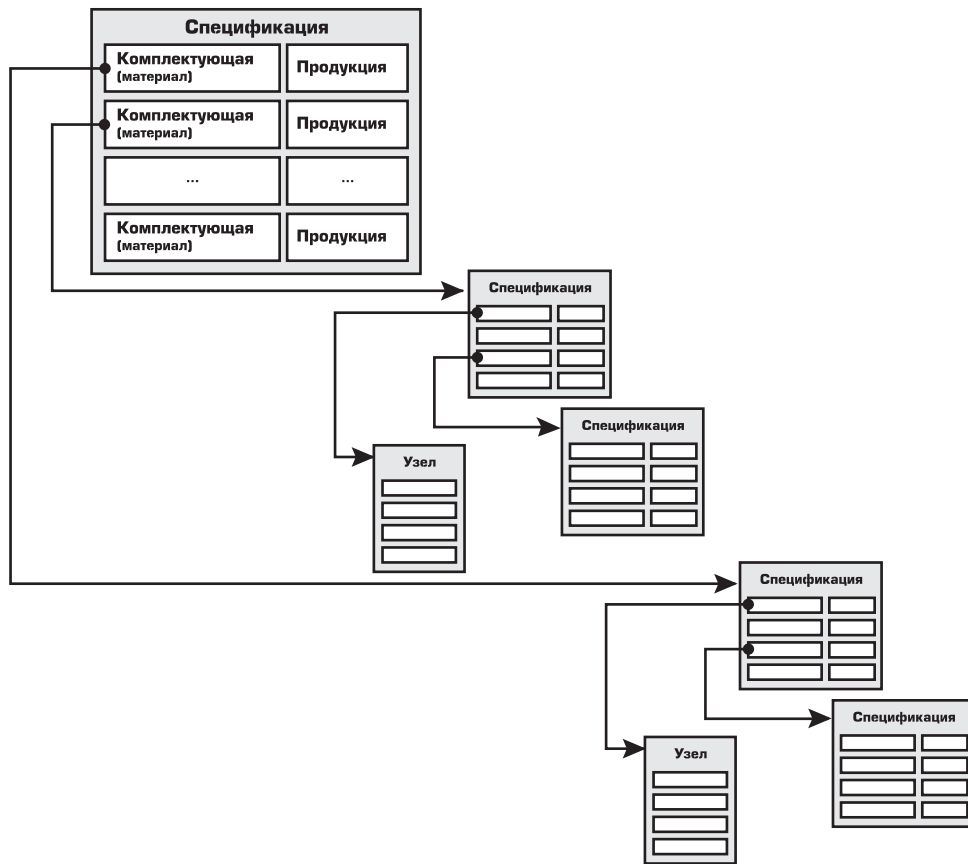 Спецификация
Комплектующая
(материал)
Продукция
Комплектующая
(материал)
Продукция
...
...
Комплектующая
(материал)
Продукция
Спецификация
Спецификация
Узел
Спецификация
Спецификация
Узел